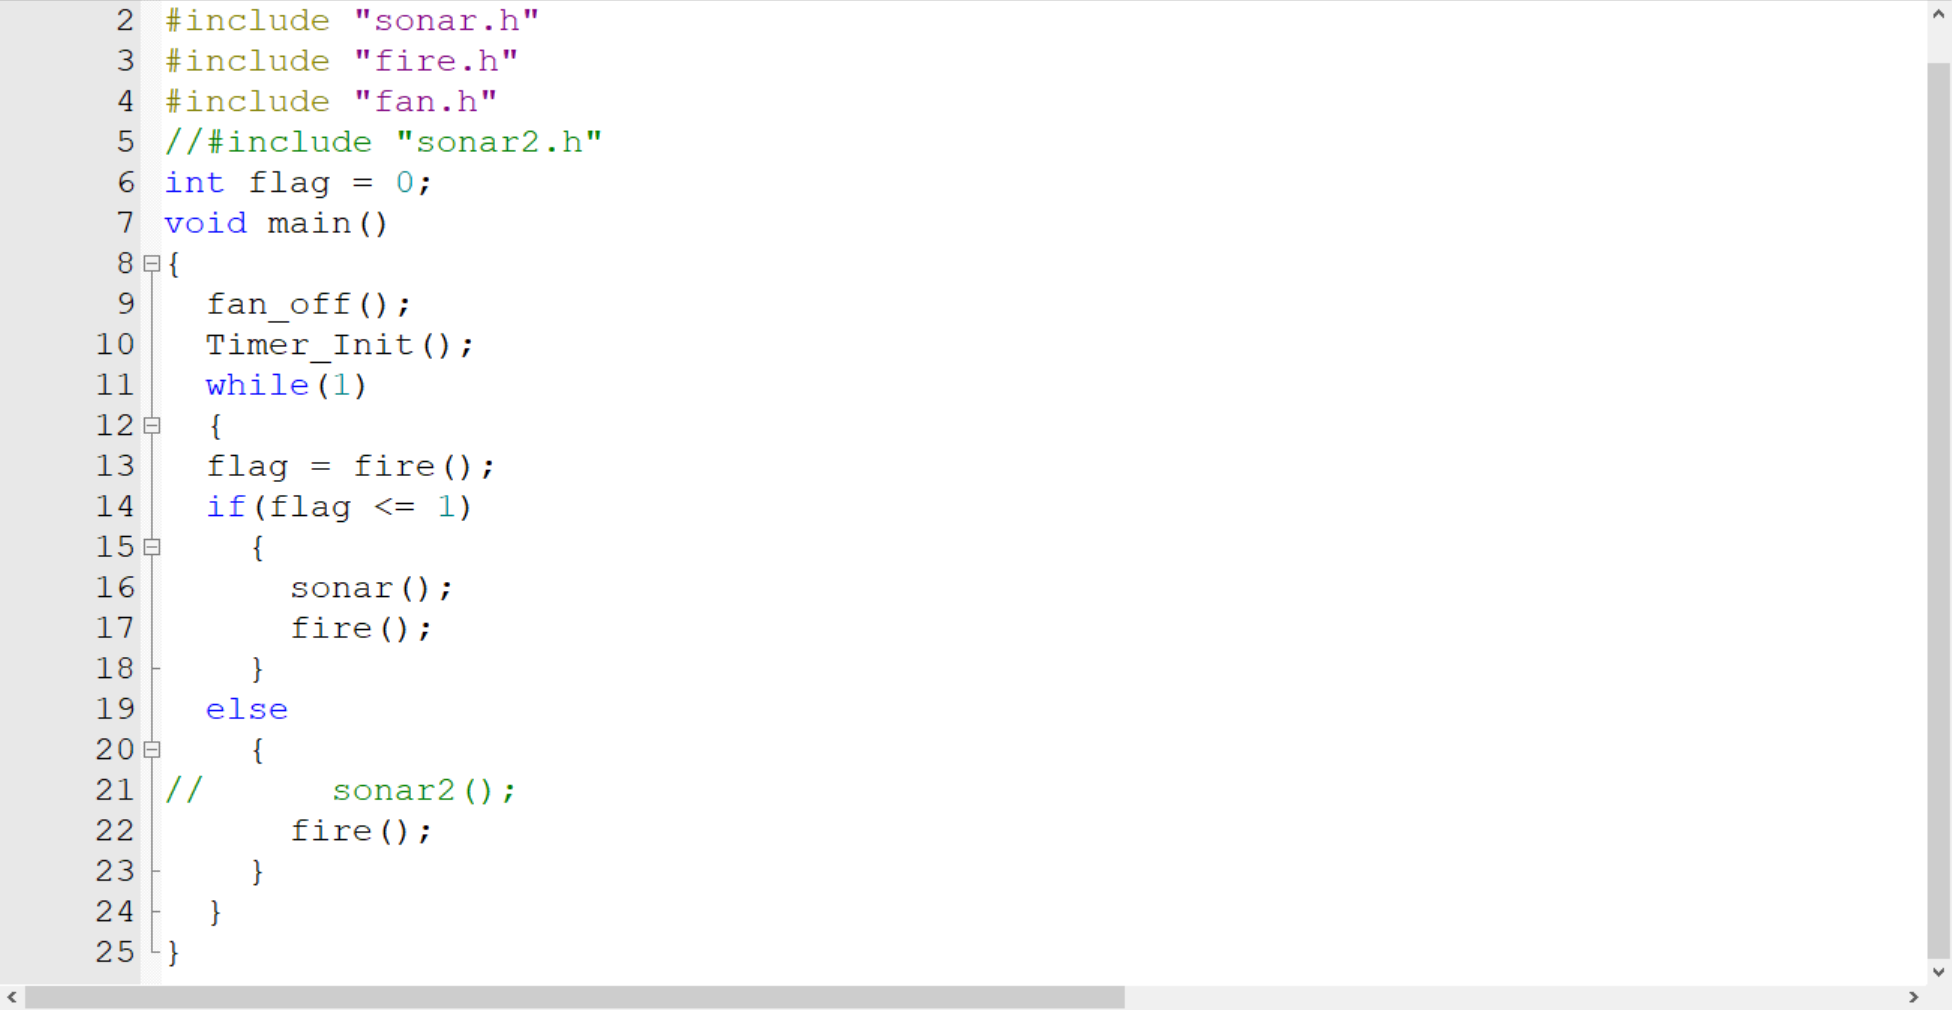 2 #include "sonar.h"
3 #include "fire.h"
4 #include "fan.h"
5 //#include "sonar2.h"
6 int flag = 0;
7 void main()
8 {
9   fan_off();
10   Timer_Init();
11   while(1)
12   {
13   flag = fire();
14   if(flag <= 1)
15     {
16       sonar();
17       fire();
18     }
19   else
20     {
21 //       sonar2();
22       fire();
23     }
24   }
25 }